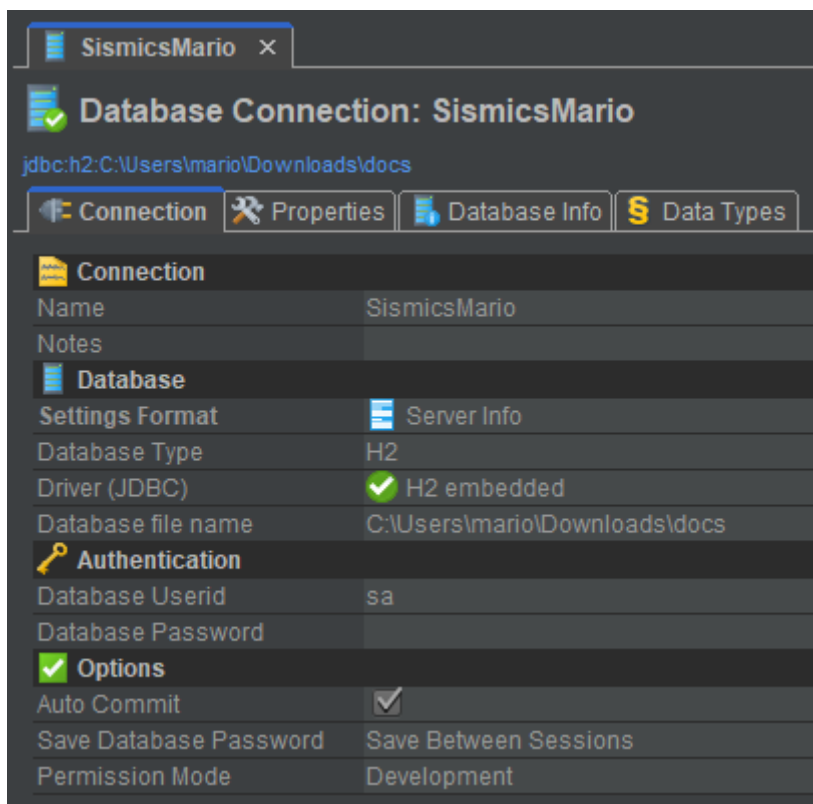 SismicsMario ×
Database Connection: SismicsMario
jdbc:h2:C:\Users\mario\Downloads\docs
Connection Properties Database Info Data Types
Connection
Name SismicsMario
Notes
Database
Settings Format Server Info
Database Type H2
Driver (JDBC) H2 embedded
Database file name C:\Users\mario\Downloads\docs
Authentication
Database Userid sa
Database Password
Options
Auto Commit
Save Database Password Save Between Sessions
Permission Mode Development